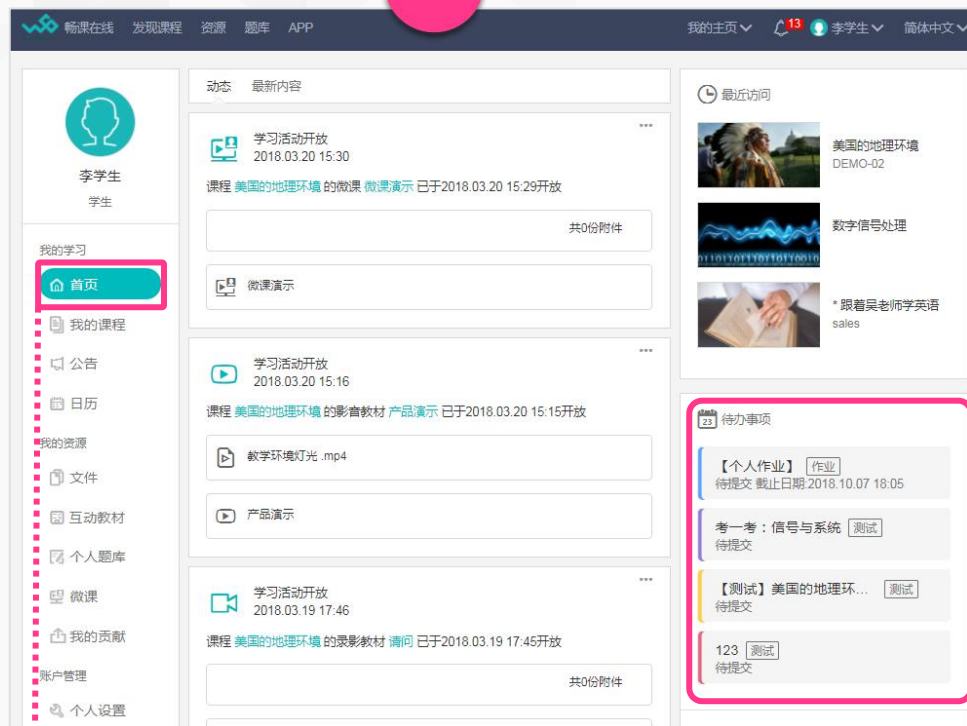 畅课在线 发现课程 资源 题库 APP
我的主页 13 李学生 简体中文
李学生
学生
我的学习
首页
我的课程
公告
日历
我的资源
文件
互动教材
个人题库
微课
我的贡献
账户管理
个人设置
动态 最新内容
学习活动开放
2018.03.20 15:30
课程 美国的地理环境 的微课 微课演示 已于2018.03.20 15:29开放
共0份附件
微课演示
学习活动开放
2018.03.20 15:16
课程 美国的地理环境 的影音教材 产品演示 已于2018.03.20 15:15开放
教学环境灯光 .mp4
产品演示
学习活动开放
2018.03.19 17:46
课程 美国的地理环境 的录影教材 请问 已于2018.03.19 17:45开放
共0份附件
最近访问
美国的地理环境
DEMO-02
数字信号处理
* 跟着吴老师学英语
sales
23 待办事项
【个人作业】 作业
待提交 截止日期:2018.10.07 18:05
考一考：信号与系统 测试
待提交
【测试】美国的地理环... 测试
待提交
123 测试
待提交